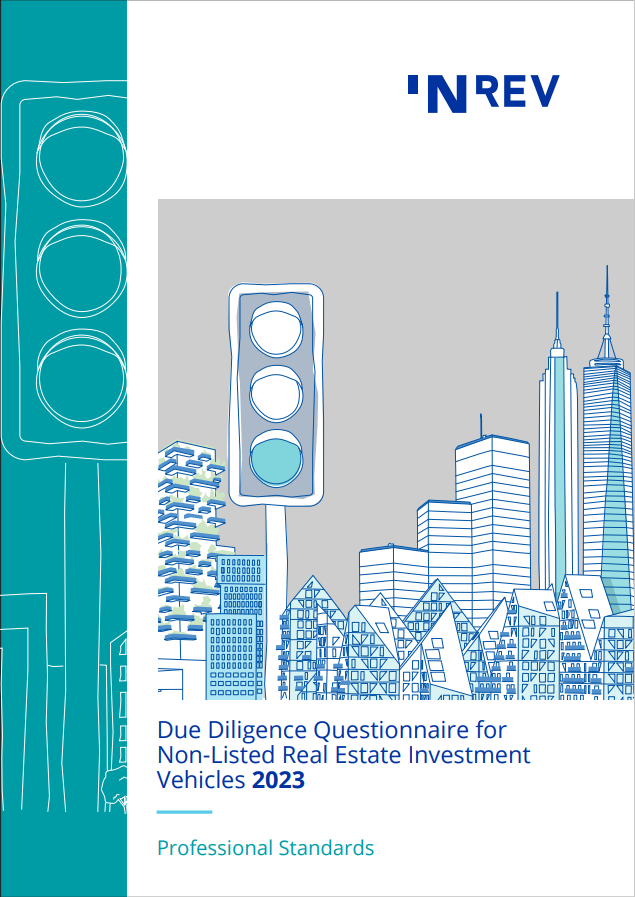 INREV
Due Diligence Questionnaire for
Non-Listed Real Estate Investment
Vehicles 2023
Professional Standards